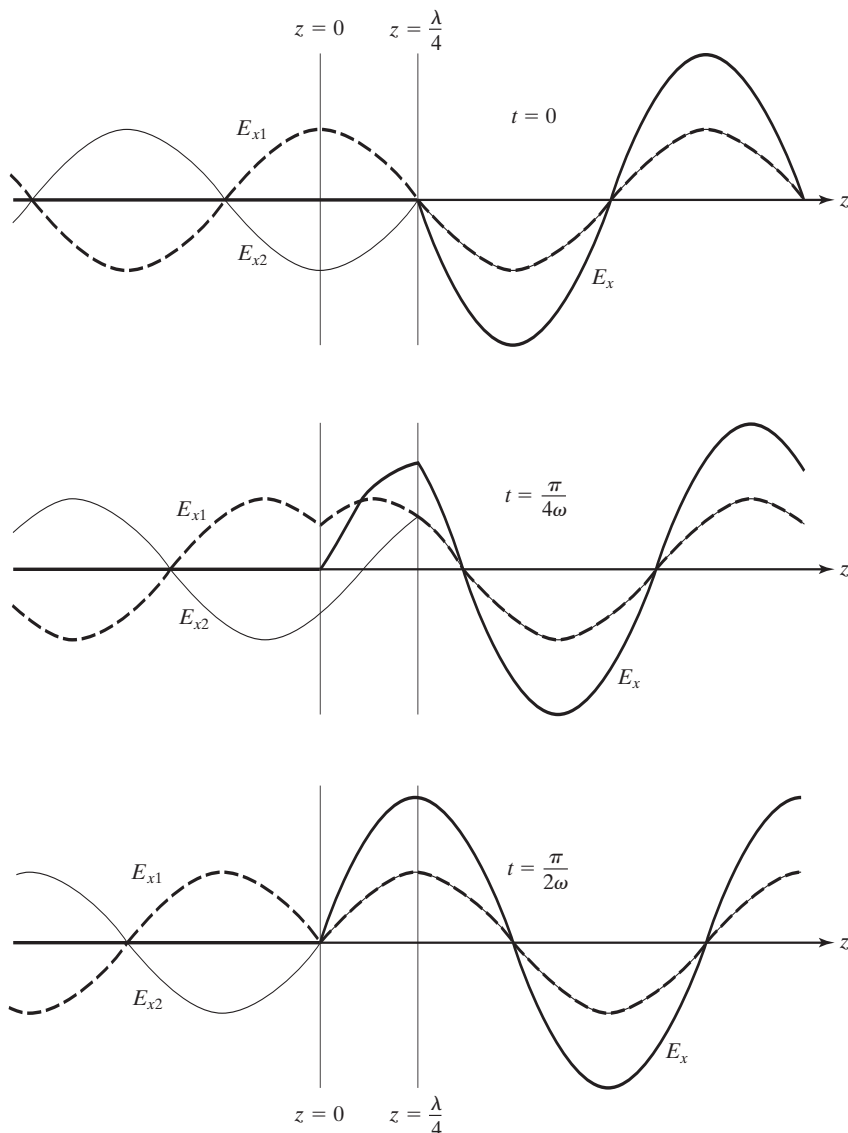 z = 0 z = λ/4
t = 0
E_x1
z
E_x2
E_x
E_x1
t = π/4ω
z
E_x2
E_x
E_x1
t = π/2ω
z
E_x2
E_x
z = 0 z = λ/4